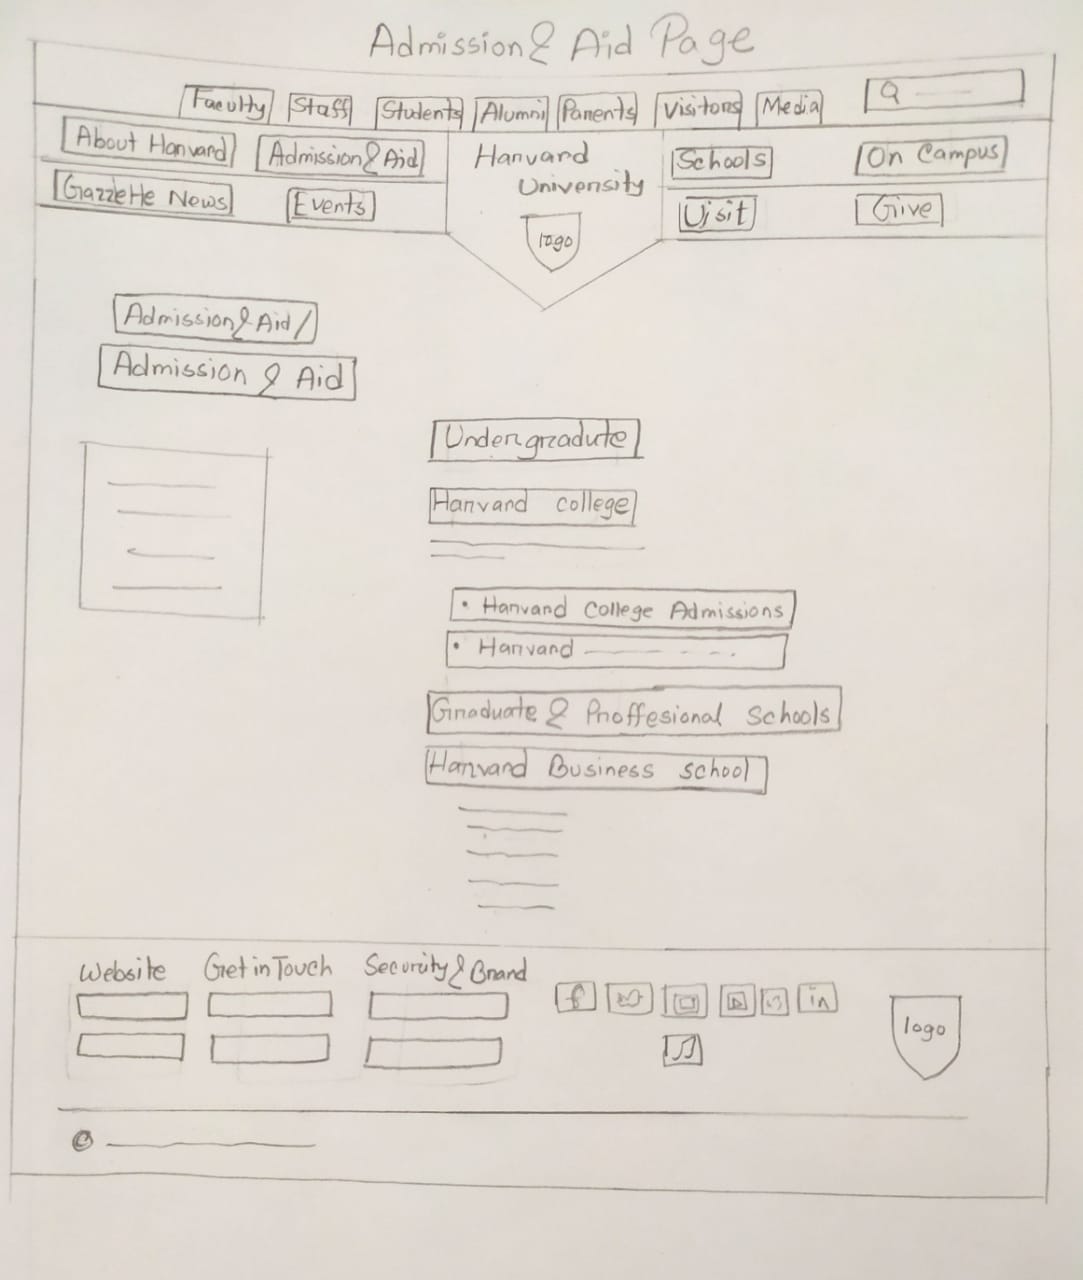 Admission & Aid Page
Faculty Staff Students Alumni Parents Visitors Media
About Harvard Admission & Aid Harvard Schools On Campus
University
Gazzette News Events Visit Give
logo
Admission & Aid /
Admission & Aid
Undergradute
Harvard college
• Harvard College Admissions
• Harvard
Graduate & Proffesional Schools
Harvard Business school
Website Get in Touch Security & Brand
f in
logo
©